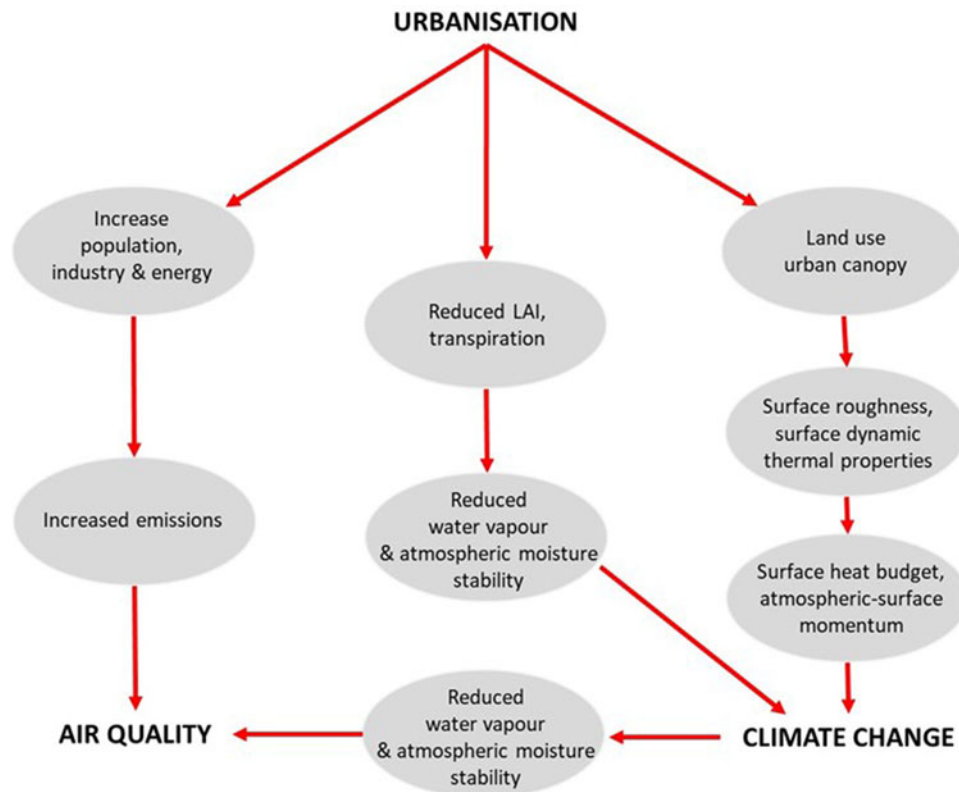 URBANISATION
Increase
population,
industry & energy
Reduced LAI,
transpiration
Land use
urban canopy
Increased emissions
Reduced
water vapour
& atmospheric moisture
stability
Surface roughness,
surface dynamic
thermal properties
Surface heat budget,
atmospheric-surface
momentum
AIR QUALITY
Reduced
water vapour
& atmospheric moisture
stability
CLIMATE CHANGE